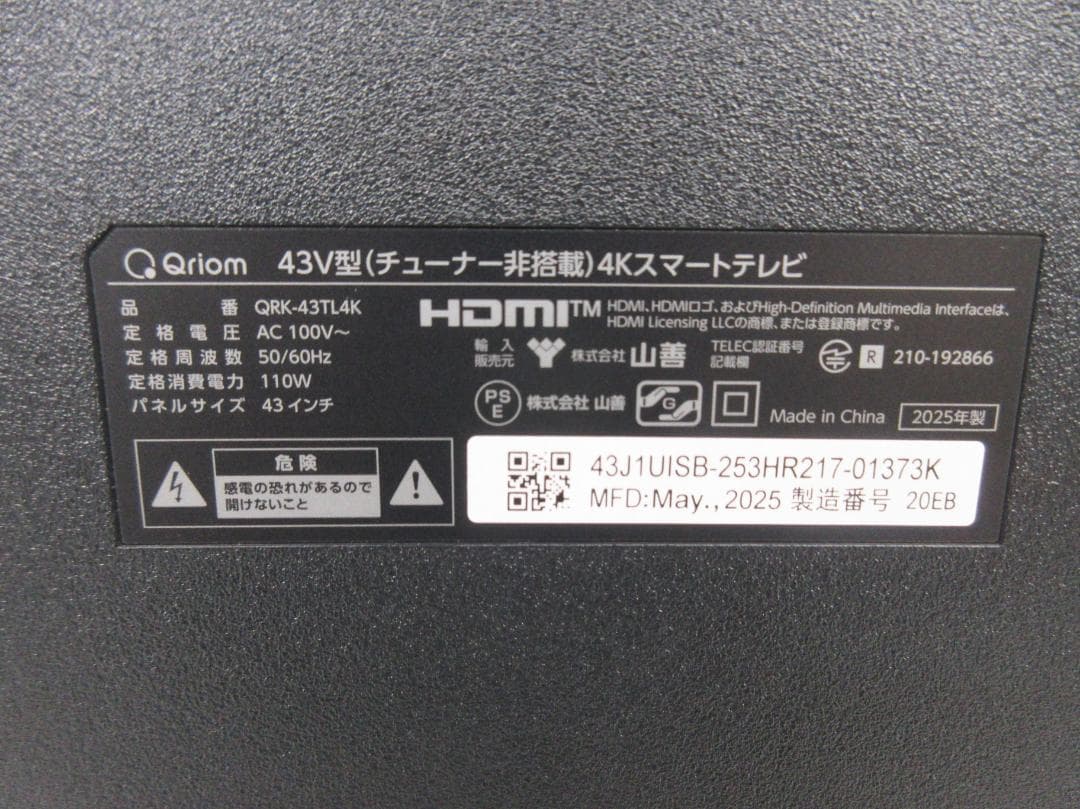 Qriom 43V型(チューナー非搭載)4Kスマートテレビ
品番 QRK-43TL4K
定格電圧 AC 100V～
定格周波数 50/60Hz
定格消費電力 110W
パネルサイズ 43インチ
HDMI™ HDMI、HDMIロゴ、およびHigh-Definition Multimedia Interfaceは、
HDMI Licensing LLCの商標、または登録商標です。
輸入
販売元
株式会社 山善
TELEC認証番号
記載欄
R 210-192866
PS
E
株式会社 山善
G
Made in China 2025年製
危険
感電の恐れがあるので
開けないこと
43J1UISB-253HR217-01373K
MFD:May.,2025 製造番号 20EB